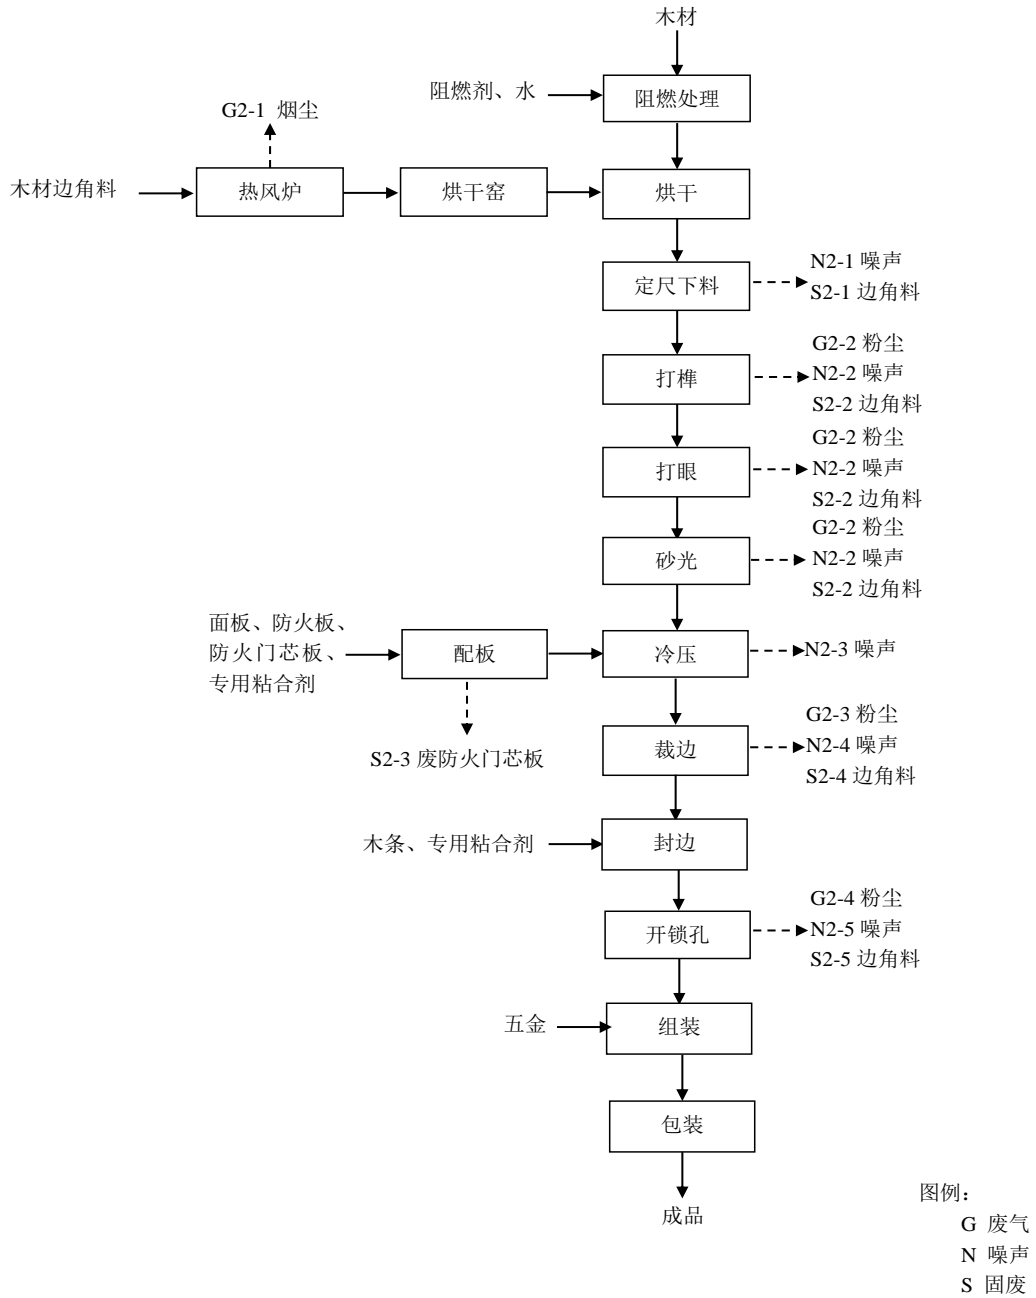 木材
阻燃剂、水
阻燃处理
G2-1 烟尘
木材边角料
热风炉
烘干窑
烘干
定尺下料
N2-1 噪声
S2-1 边角料
打榫
G2-2 粉尘
N2-2 噪声
S2-2 边角料
打眼
G2-2 粉尘
N2-2 噪声
S2-2 边角料
砂光
G2-2 粉尘
N2-2 噪声
S2-2 边角料
面板、防火板、
防火门芯板、
专用粘合剂
配板
冷压
N2-3 噪声
S2-3 废防火门芯板
裁边
G2-3 粉尘
N2-4 噪声
S2-4 边角料
木条、专用粘合剂
封边
开锁孔
G2-4 粉尘
N2-5 噪声
S2-5 边角料
五金
组装
包装
成品
图例：
G 废气
N 噪声
S 固废